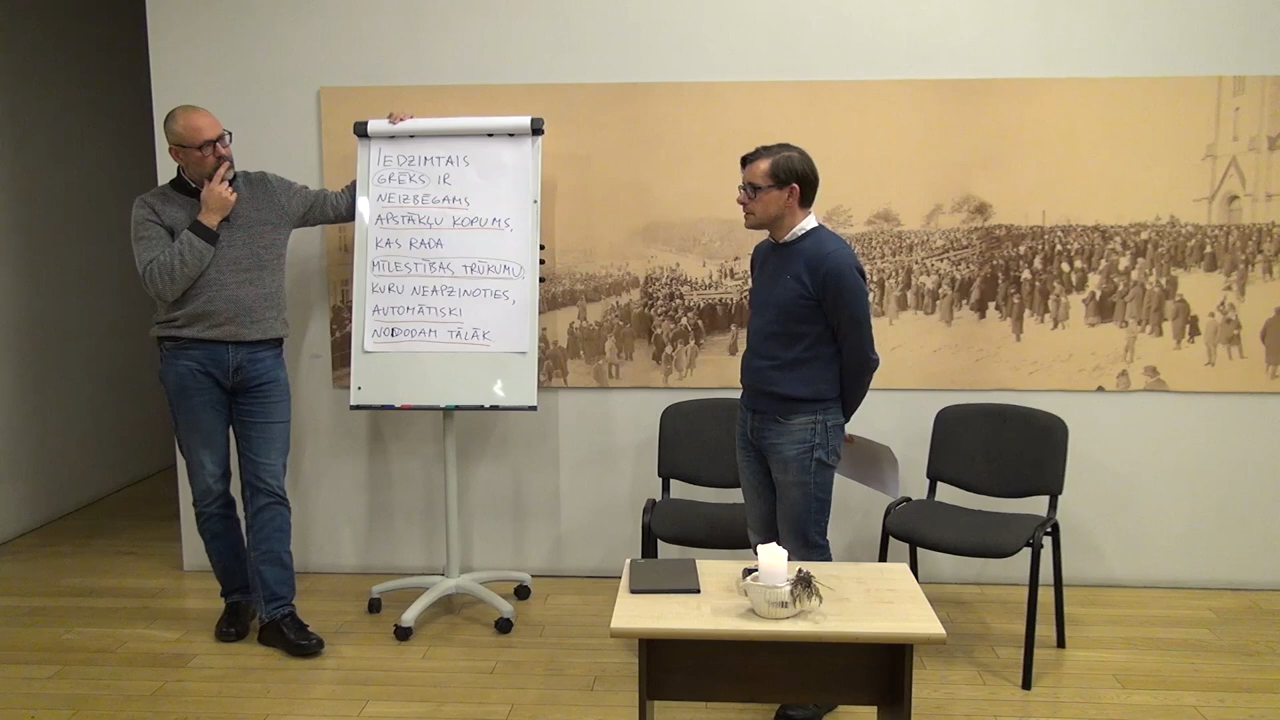 IEDZIMTAIS
GRĒKS IR
NEIZBĒGAMS
APSTĀKĻU KOPUMS,
KAS RADA
MĪLESTĪBAS TRŪKUMU,
KURU NEAPZINOTIES,
AUTOMĀTISKI
NODODAM TĀLĀK